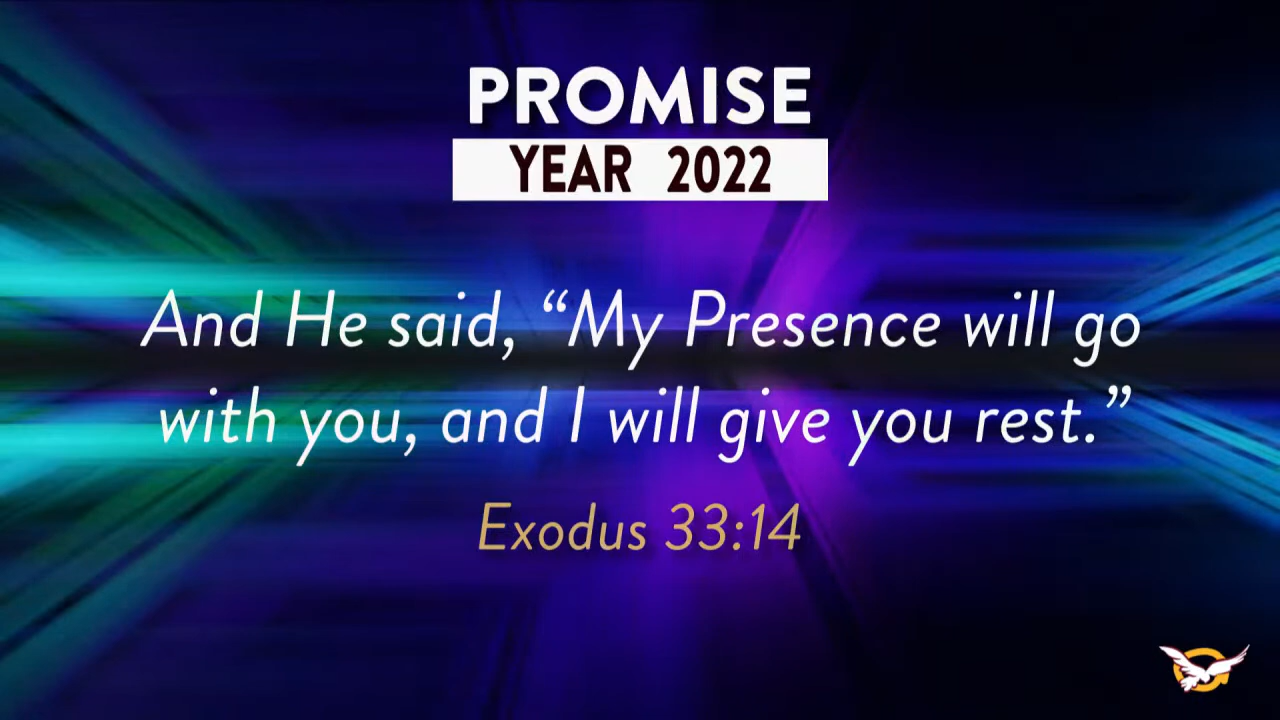 PROMISE
YEAR 2022
And He said, “My Presence will go
with you, and I will give you rest.”
Exodus 33:14